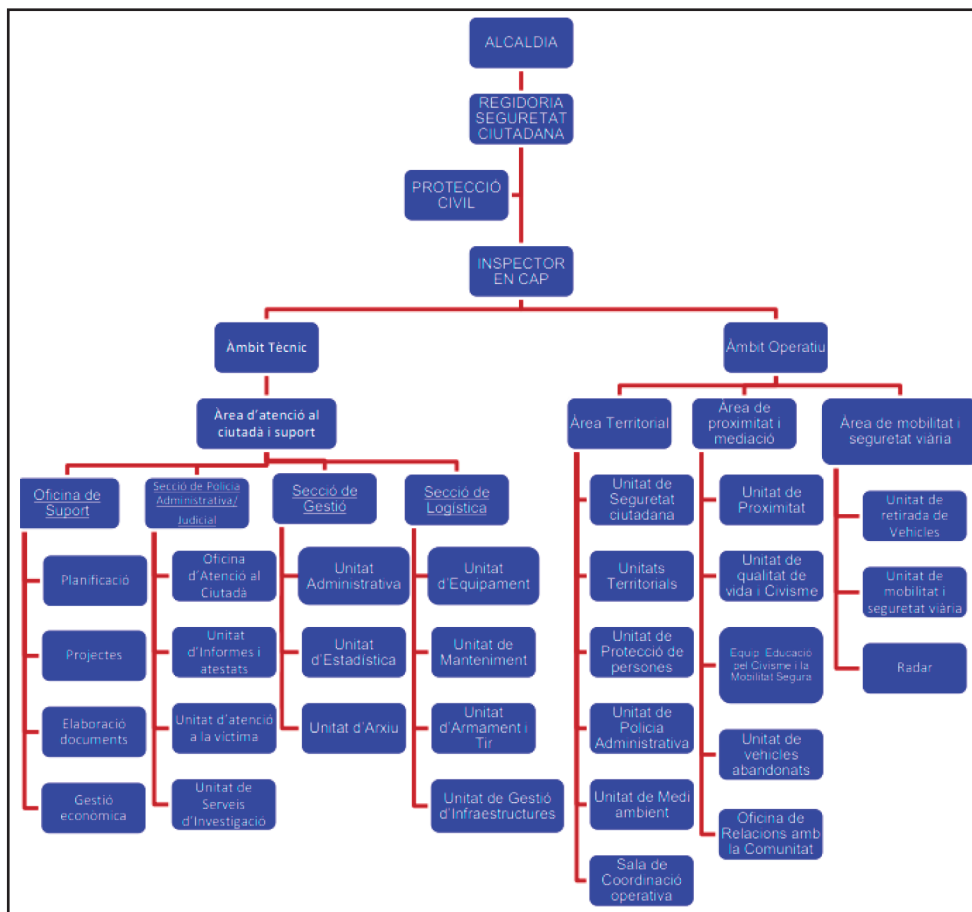 ALCALDIA
REGIDORIA
SEGURETAT
CIUTADANA
PROTECCIÓ
CIVIL
INSPECTOR
EN CAP
Àmbit Tècnic
Àmbit Operatiu
Àrea d'atenció al
ciutadà i suport
Àrea Territorial
Àrea de
proximitat i
mediació
Àrea de mobilitat i
seguretat viária
Oficina de
Suport
Planificació
Projectes
Elaboració
documents
Gestió
econòmica
Secció de Policia
Administrativa/
Judicial
Oficina
d'Atenció al
Ciutadà
Unitat
d'Informes i
atestats
Unitat d'atenció
a la víctima
Unitat de
Serveis
d'Investigació
Secció de
Gestió
Unitat
Administrativa
Unitat
d'Estadística
Unitat d'Arxiu
Secció de
Logística
Unitat
d'Equipament
Unitat de
Manteniment
Unitat
d'Armament i
Tir
Unitat de Gestió
d'Infraestructures
Unitat de
Seguretat
ciutadana
Unitats
Territorials
Unitat de
Protecció de
persones
Unitat de
Policia
Administrativa
Unitat de Medi
ambient
Sala de
Coordinació
operativa
Unitat de
Proximitat
Unitat de
qualitat de
vida i Civisme
Equip Educació
pel Civisme i la
Mobilitat Segura
Unitat de
vehicles
abandonats
Oficina de
Relacions amb
la Comunitat
Unitat de
retirada de
Vehicles
Unitat de
mobilitat i
seguretat viária
Radar